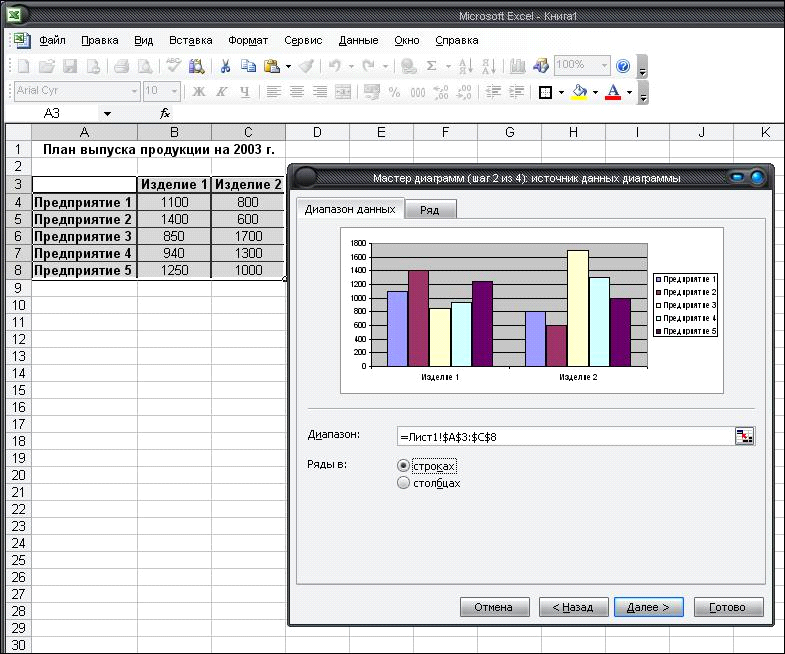 Microsoft Excel - Книга1
Файл Правка Вид Вставка Формат Сервис Данные Окно Справка
100%
Arial Cyr 10 Ж К Ч % 000
A3 fx
A B C D E F G H I J K
1 План выпуска продукции на 2003 г.
2
3 Изделие 1 Изделие 2
4 Предприятие 1 1100 800
5 Предприятие 2 1400 600
6 Предприятие 3 850 1700
7 Предприятие 4 940 1300
8 Предприятие 5 1250 1000
9
10
11
12
13
14
15
16
17
18
19
20
21
22
23
24
25
26
27
28
29
30
Мастер диаграмм (шаг 2 из 4): источник данных диаграммы
Диапазон данных Ряд
1800
1600
1400
1200
1000
800
600
400
200
0
Изделие 1 Изделие 2
Предприятие 1
Предприятие 2
Предприятие 3
Предприятие 4
Предприятие 5
Диапазон: =Лист1!$A$3:$C$8
Ряды в: строках
столбцах
Отмена < Назад Далее > Готово